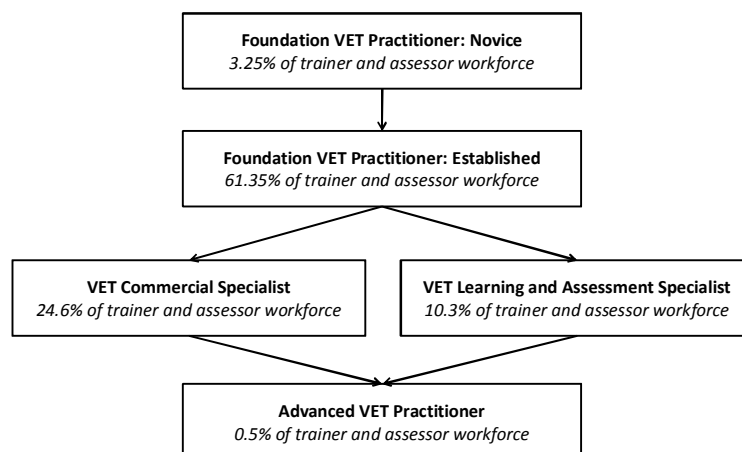 Foundation VET Practitioner: Novice
3.25% of trainer and assessor workforce
Foundation VET Practitioner: Established
61.35% of trainer and assessor workforce
VET Commercial Specialist
24.6% of trainer and assessor workforce
VET Learning and Assessment Specialist
10.3% of trainer and assessor workforce
Advanced VET Practitioner
0.5% of trainer and assessor workforce